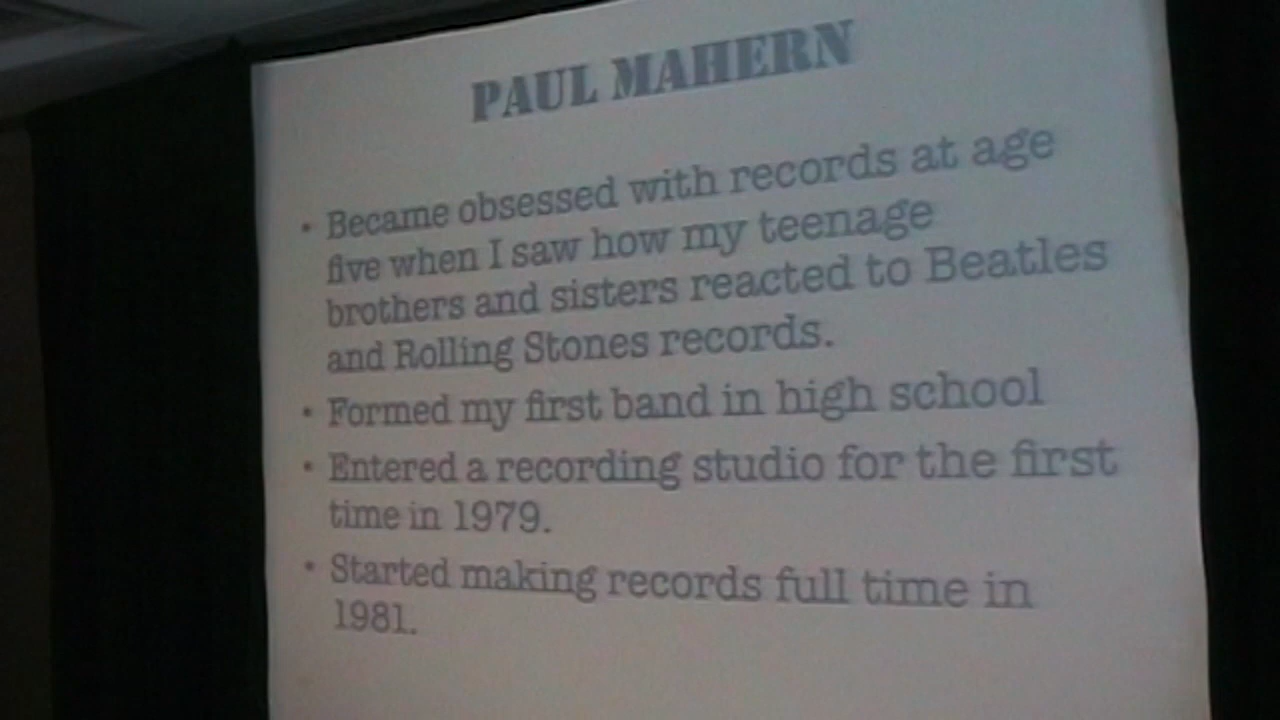 PAUL MAHERN
• Became obsessed with records at age
five when I saw how my teenage
brothers and sisters reacted to Beatles
and Rolling Stones records.
• Formed my first band in high school
• Entered a recording studio for the first
time in 1979.
• Started making records full time in
1981.